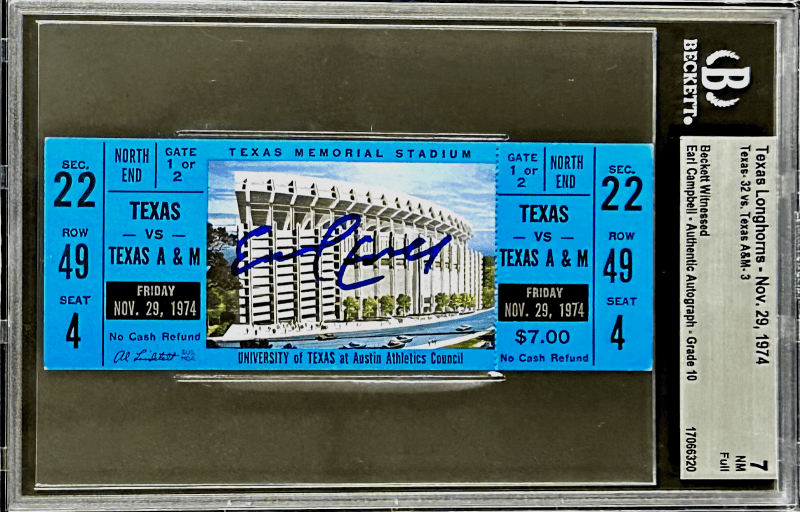 SEC.
22
ROW
49
SEAT
4
NORTH
END
GATE
1 or
2
TEXAS
— VS —
TEXAS A & M
FRIDAY
NOV. 29, 1974
No Cash Refund
BUS.
MGR.
TEXAS MEMORIAL STADIUM
Earl Campbell
UNIVERSITY of TEXAS at Austin Athletics Council
GATE
1 or
2
NORTH
END
TEXAS
— VS —
TEXAS A & M
FRIDAY
NOV. 29, 1974
$7.00
No Cash Refund
SEC.
22
ROW
49
SEAT
4
B
BECKETT
Texas Longhorns - Nov. 29, 1974
Texas- 32 vs. Texas A&M- 3
Beckett Witnessed
Earl Campbell - Authentic Autograph - Grade 10
7
NM
Full
17066320